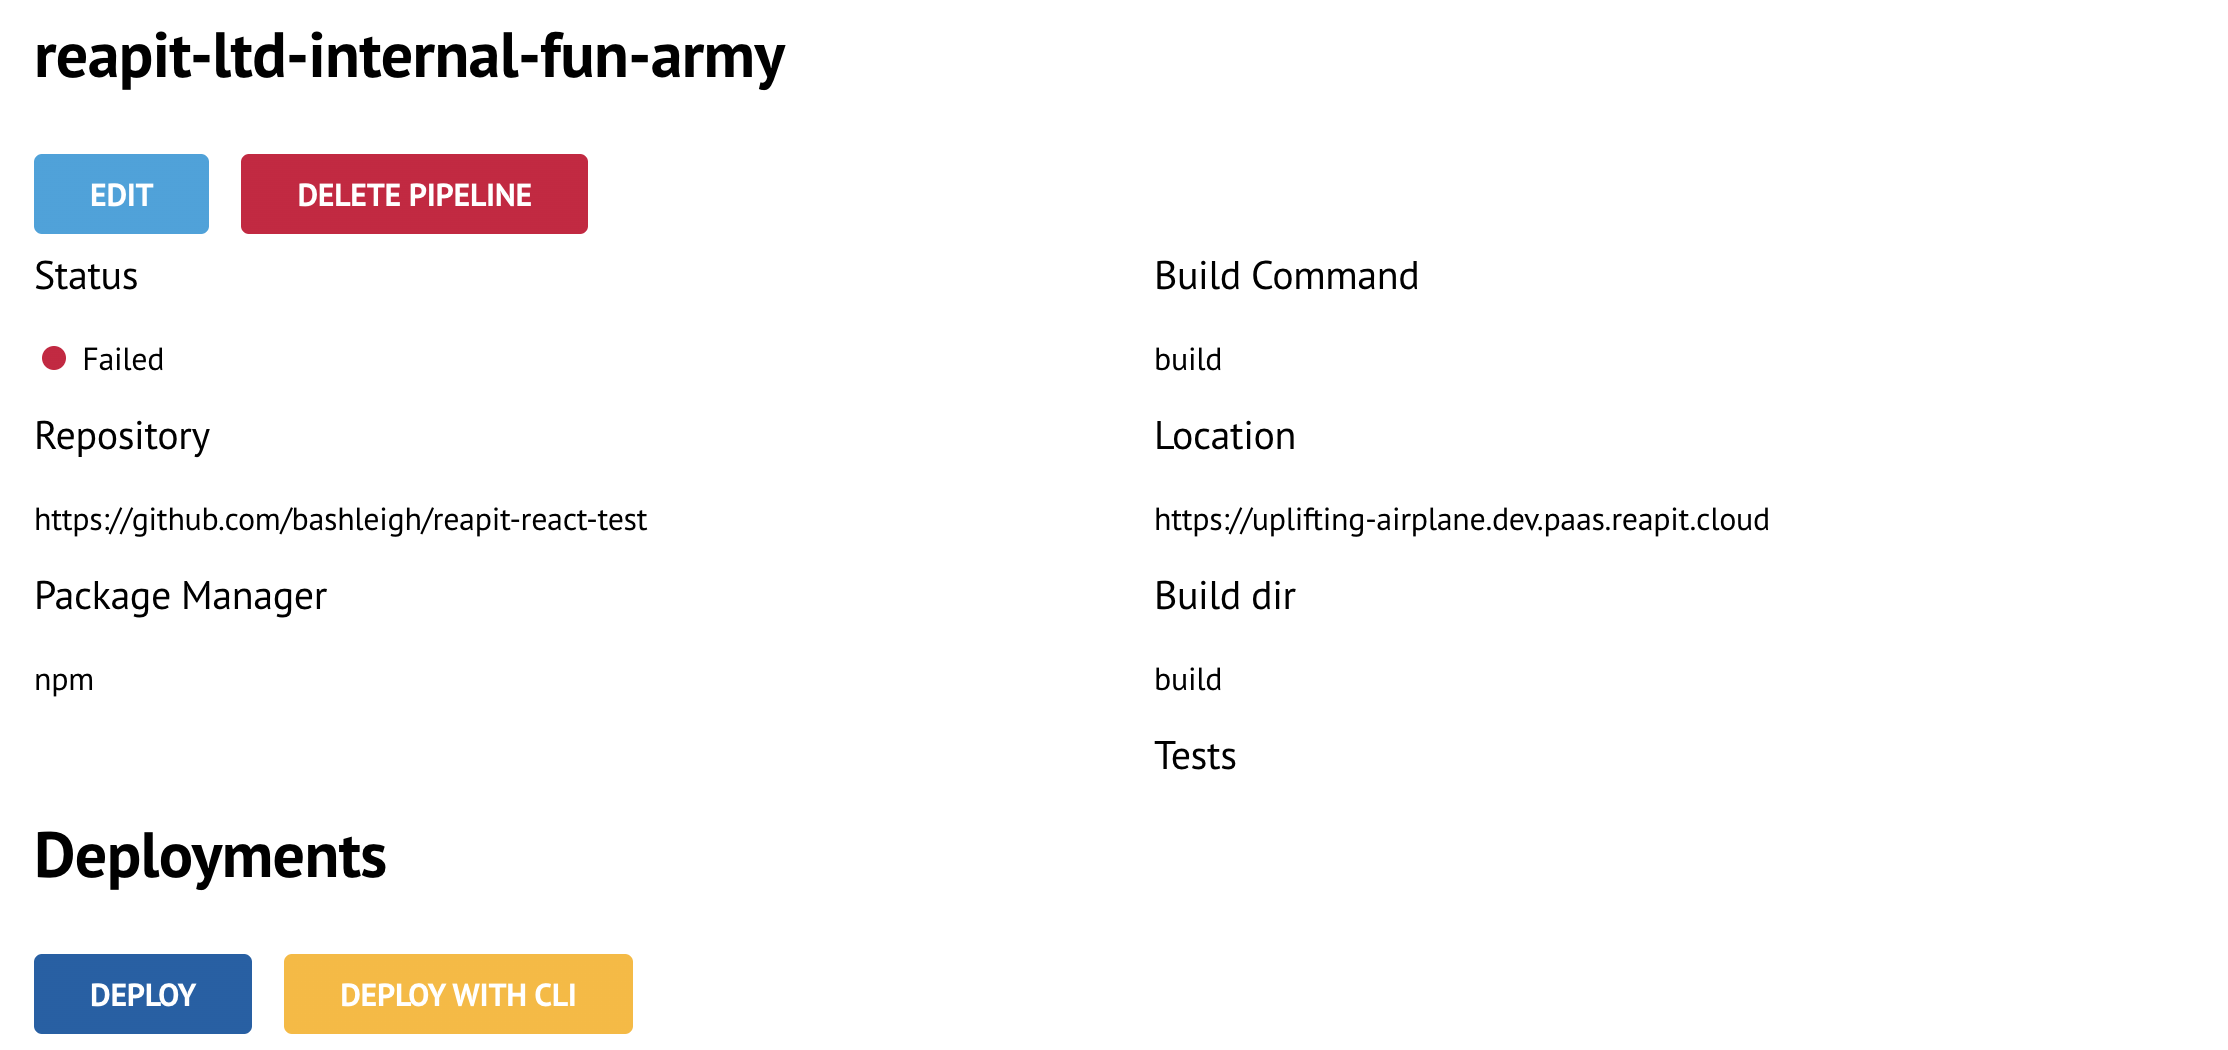 reapit-ltd-internal-fun-army
EDIT
DELETE PIPELINE
Status
Build Command
Failed
build
Repository
Location
https://github.com/bashleigh/reapit-react-test
https://uplifting-airplane.dev.paas.reapit.cloud
Package Manager
Build dir
npm
build
Tests
Deployments
DEPLOY
DEPLOY WITH CLI